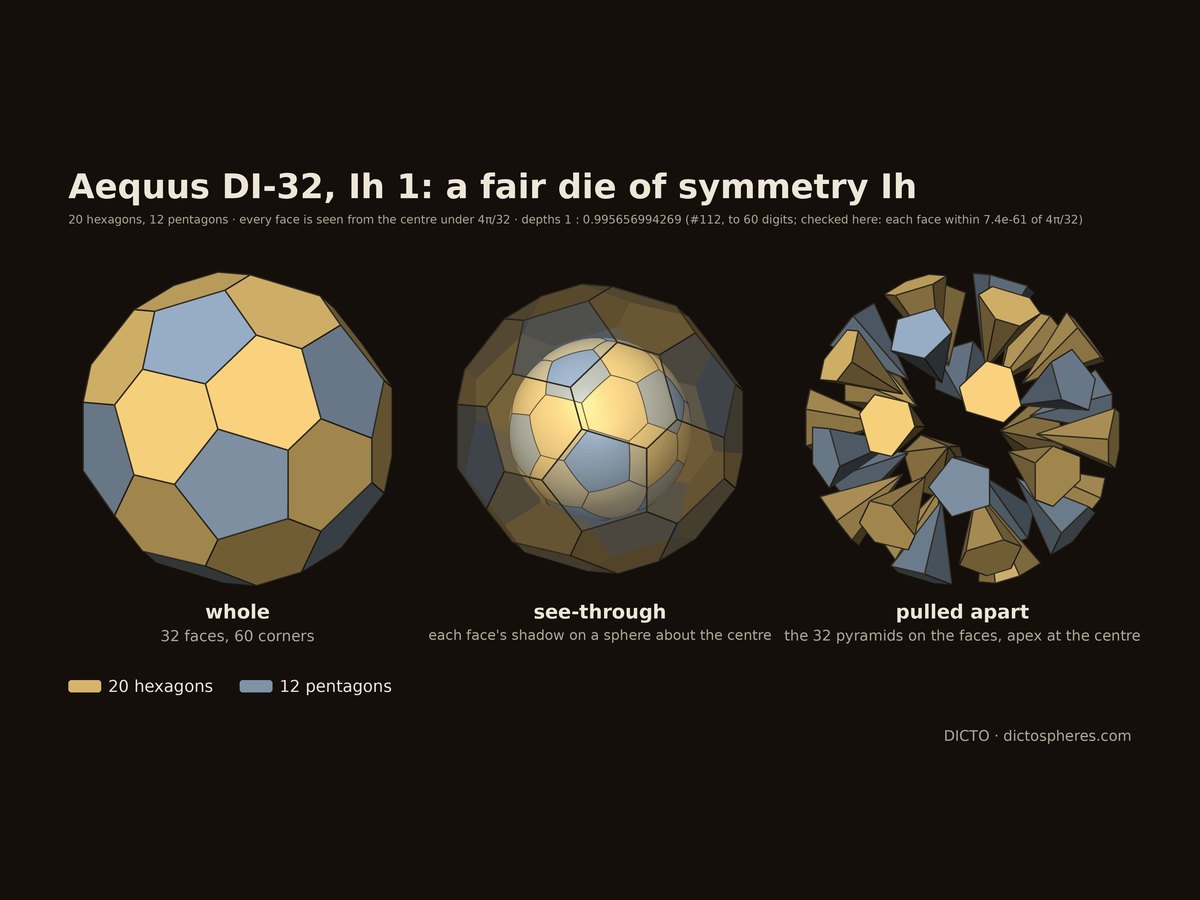 Aequus DI-32, Ih 1: a fair die of symmetry Ih
20 hexagons, 12 pentagons · every face is seen from the centre under 4π/32 · depths 1 : 0.995656994269 (#112, to 60 digits; checked here: each face within 7.4e-61 of 4π/32)
whole
32 faces, 60 corners
see-through
each face's shadow on a sphere about the centre
pulled apart
the 32 pyramids on the faces, apex at the centre
20 hexagons
12 pentagons
DICTO · dictospheres.com